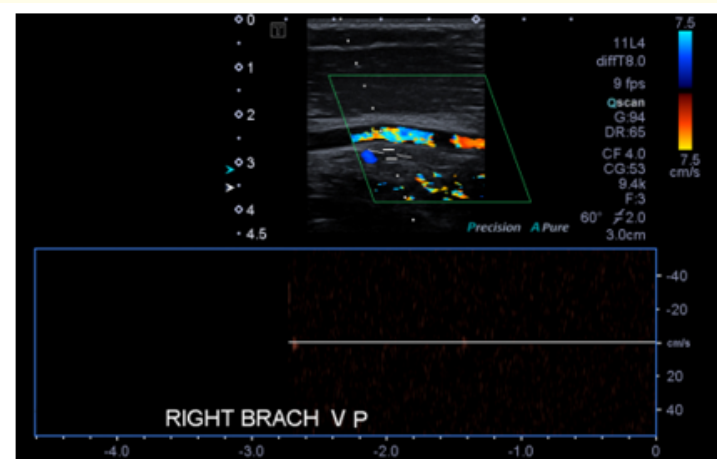 0
1
2
3
4
4.5
T
11L4
diffT8.0
9 fps
Qscan
G:94
DR:65
CF 4.0
CG:53
9.4k
F:3
60° ≠2.0
3.0cm
7.5
7.5
cm/s
Precision A Pure
-40
-20
cm/s
20
40
RIGHT BRACH V P
-4.0 -3.0 -2.0 -1.0 0